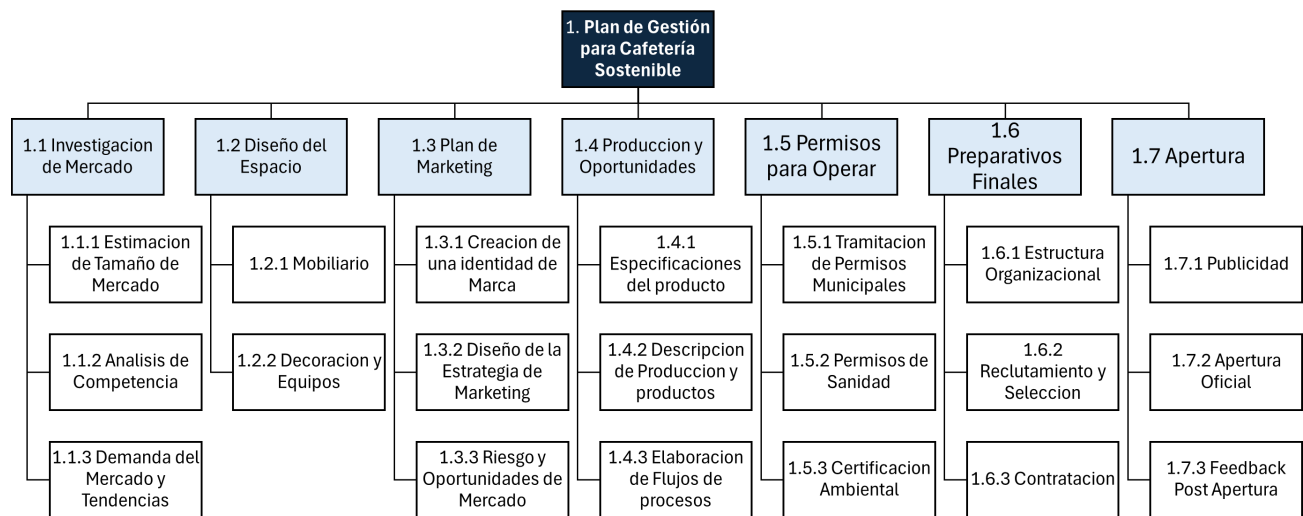 1. Plan de Gestión
para Cafetería
Sostenible
1.1 Investigacion
de Mercado
1.2 Diseño del
Espacio
1.3 Plan de
Marketing
1.4 Produccion y
Oportunidades
1.5 Permisos
para Operar
1.6
Preparativos
Finales
1.7 Apertura
1.1.1 Estimacion
de Tamaño de
Mercado
1.2.1 Mobiliario
1.3.1 Creacion de
una identidad de
Marca
1.4.1
Especificaciones
del producto
1.5.1 Tramitacion
de Permisos
Municipales
1.6.1 Estructura
Organizacional
1.7.1 Publicidad
1.1.2 Analisis de
Competencia
1.2.2 Decoracion y
Equipos
1.3.2 Diseño de la
Estrategia de
Marketing
1.4.2 Descripcion
de Produccion y
productos
1.5.2 Permisos de
Sanidad
1.6.2
Reclutamiento y
Seleccion
1.7.2 Apertura
Oficial
1.1.3 Demanda del
Mercado y
Tendencias
1.3.3 Riesgo y
Oportunidades de
Mercado
1.4.3 Elaboracion
de Flujos de
procesos
1.5.3 Certificacion
Ambiental
1.6.3 Contratacion
1.7.3 Feedback
Post Apertura